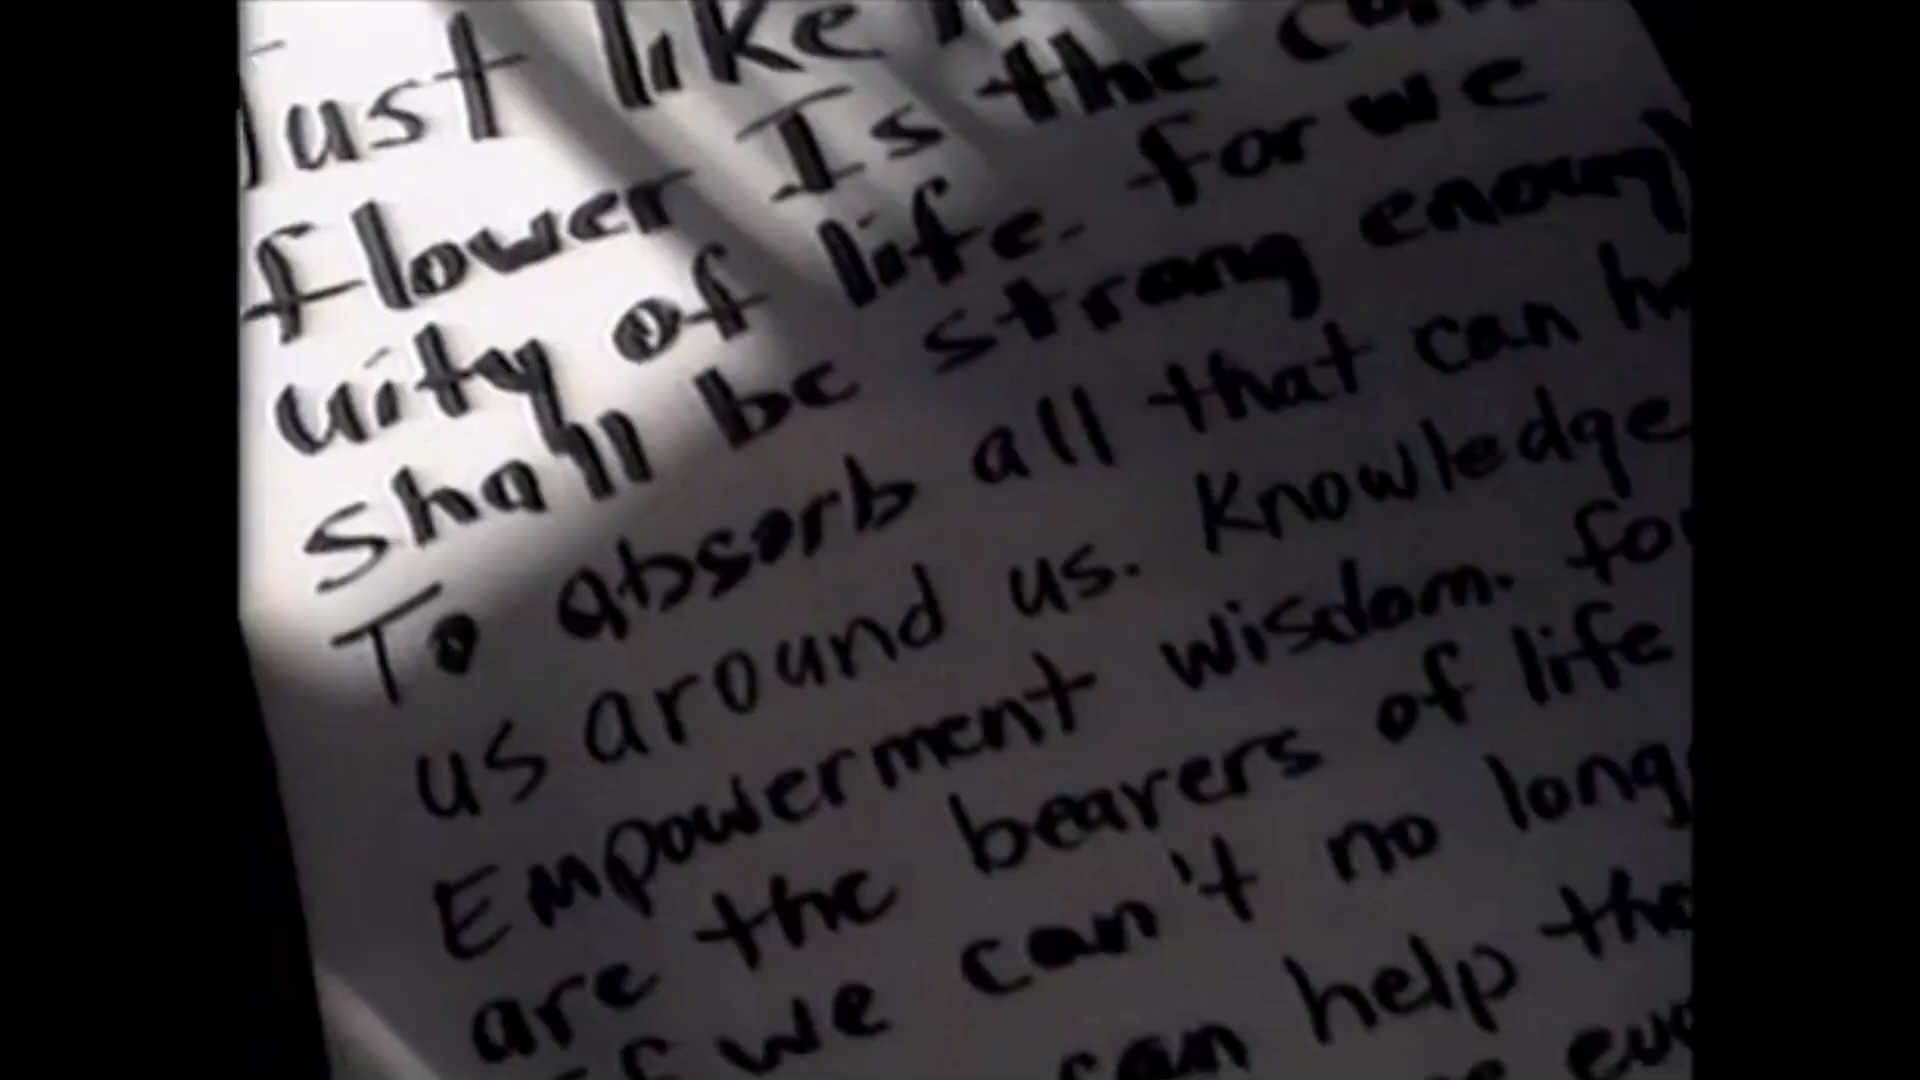 Just like
flower Is the
uity of life. for we
shall be strong
To absorb all that can
us around us. Knowledge
Empowerment wisdom.
are the bearers of life
If we can't no
can help